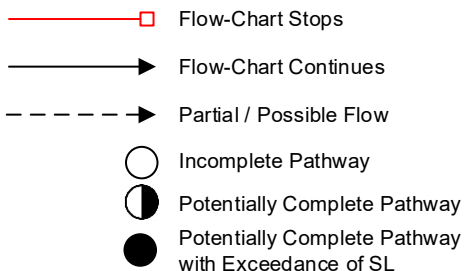 Flow-Chart Stops
Flow-Chart Continues
Partial / Possible Flow
Incomplete Pathway
Potentially Complete Pathway
Potentially Complete Pathway
with Exceedance of SL